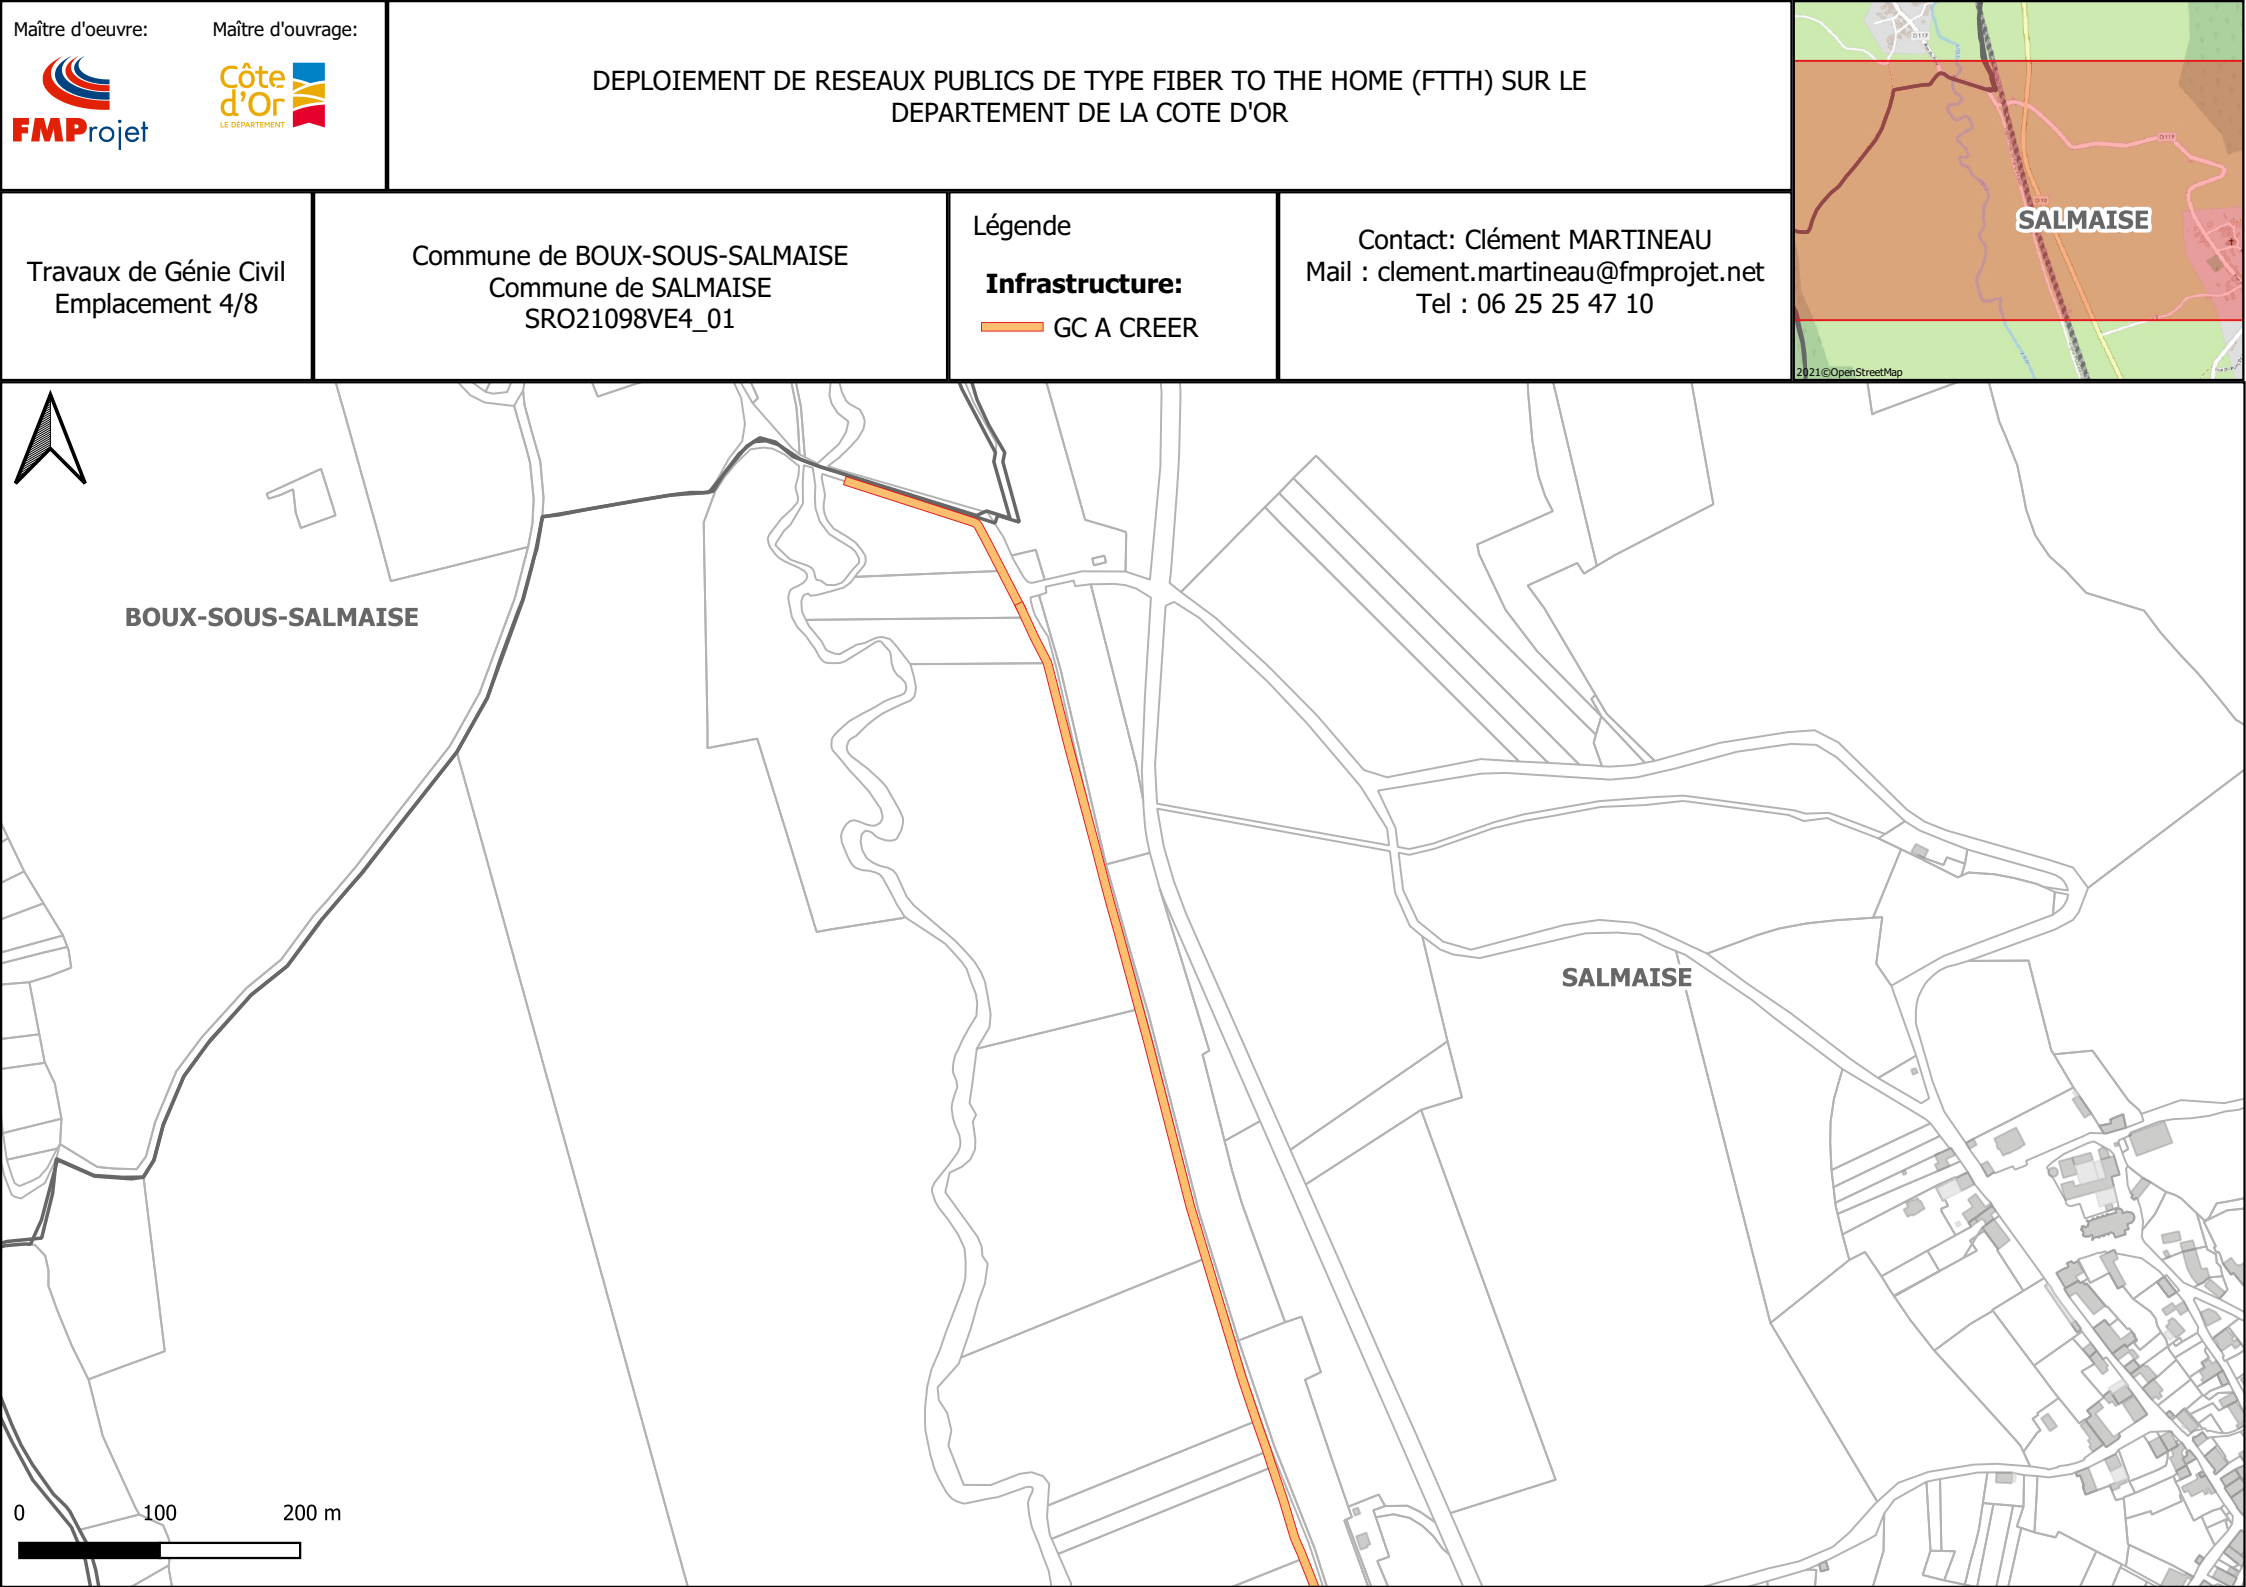 Maître d'oeuvre:
Maître d'ouvrage:
FMProjet
Côte
d'Or
LE DÉPARTEMENT
DEPLOIEMENT DE RESEAUX PUBLICS DE TYPE FIBER TO THE HOME (FTTH) SUR LE
DEPARTEMENT DE LA COTE D'OR
Travaux de Génie Civil
Emplacement 4/8
Commune de BOUX-SOUS-SALMAISE
Commune de SALMAISE
SRO21098VE4_01
Légende
Infrastructure:
GC A CREER
Contact: Clément MARTINEAU
Mail : clement.martineau@fmprojet.net
Tel : 06 25 25 47 10
SALMAISE
2021©OpenStreetMap
BOUX-SOUS-SALMAISE
SALMAISE
0 100 200 m